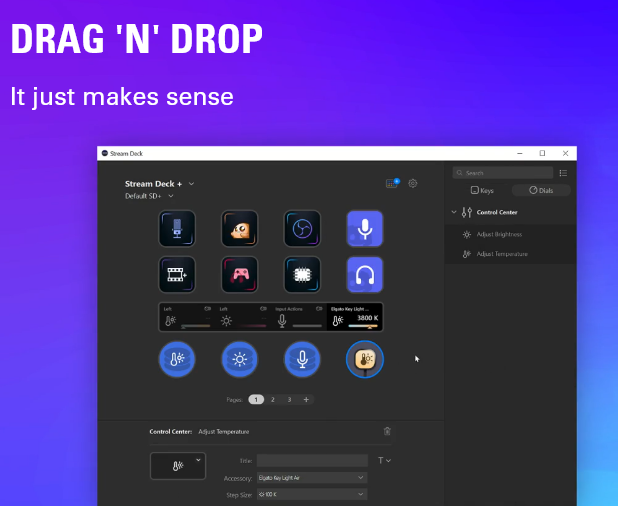 DRAG 'N' DROP
It just makes sense
Stream Deck
Stream Deck +
Default SD+
Search
Keys
Dials
Control Center
Adjust Brightness
Adjust Temperature
Left
Left
Input Actions
Elgato Key Light ...
3800 K
Pages:
1
2
3
+
Control Center: Adjust Temperature
Title:
T
Accessory: Elgato Key Light Air
Step Size: 100 K